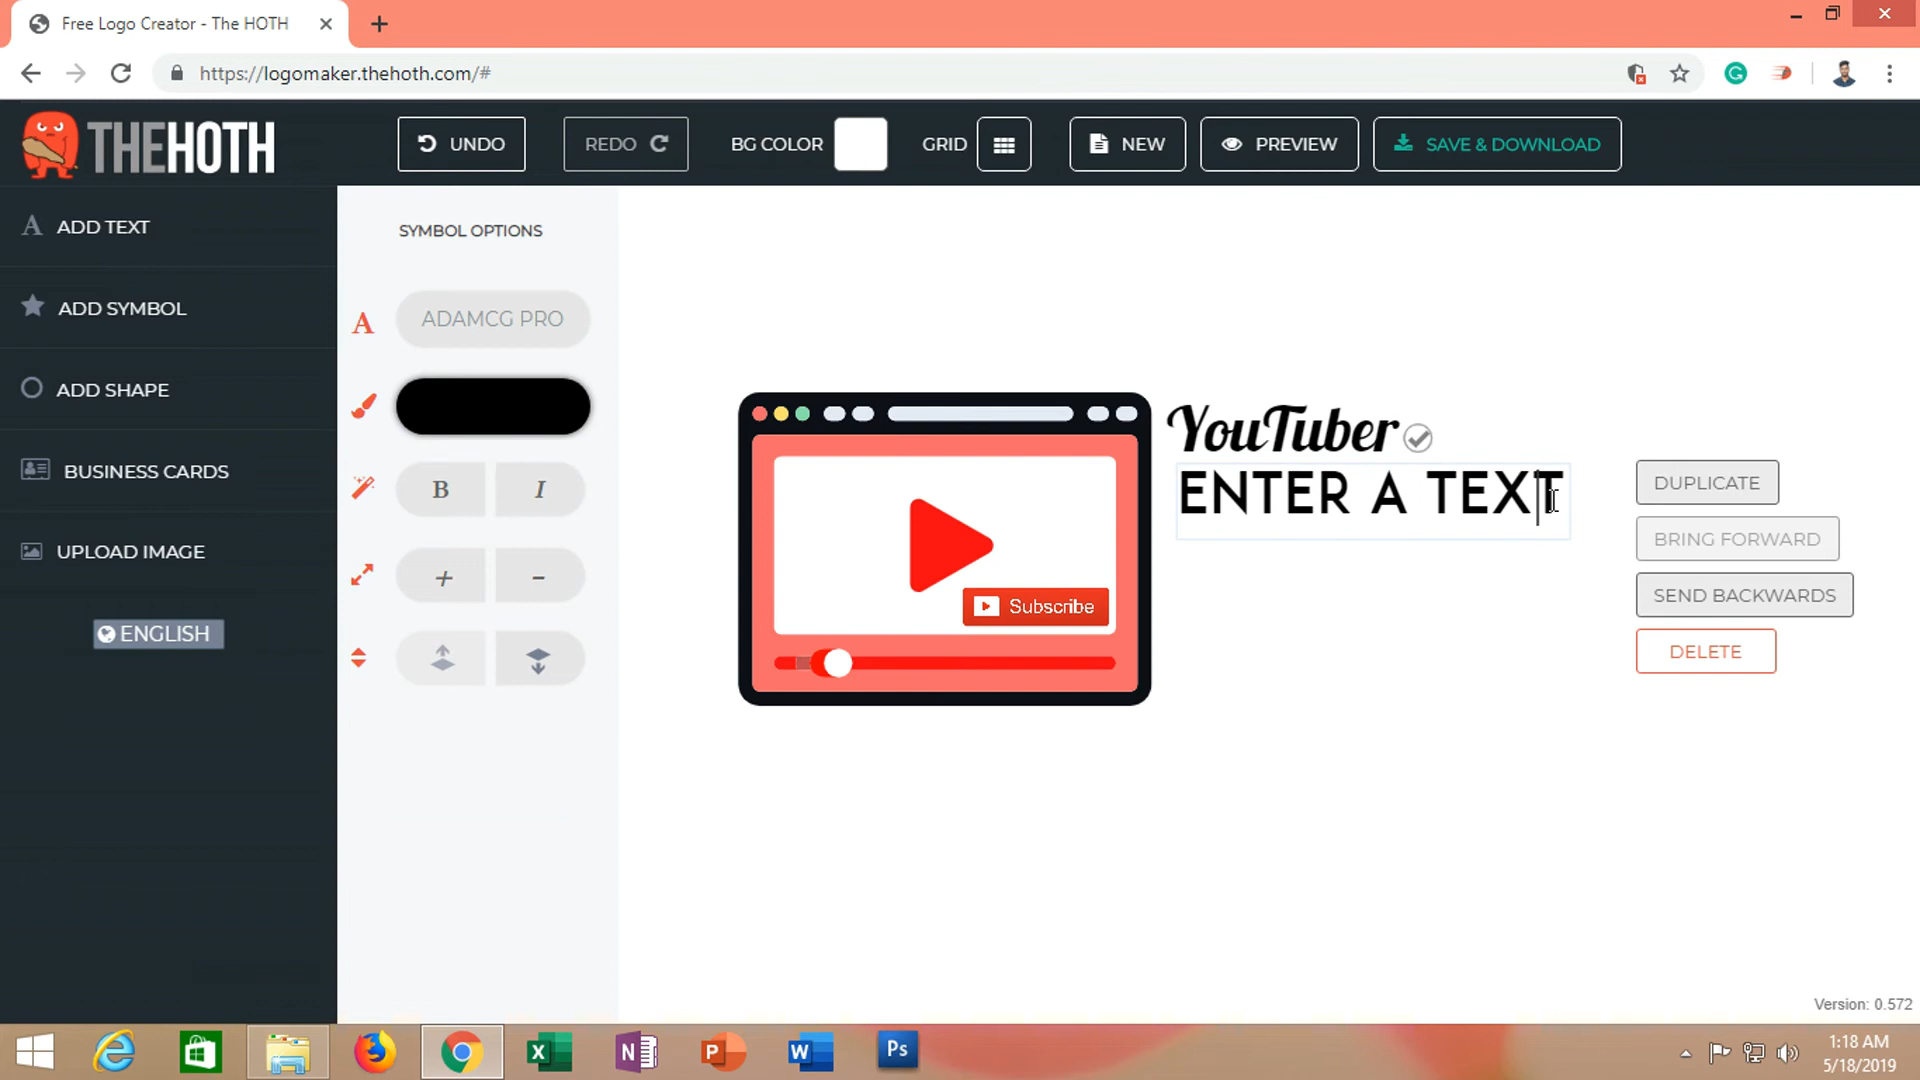 Free Logo Creator - The HOTH
https://logomaker.thehoth.com/#
THEHOTH
UNDO
REDO
BG COLOR
GRID
NEW
PREVIEW
SAVE & DOWNLOAD
ADD TEXT
ADD SYMBOL
ADD SHAPE
BUSINESS CARDS
UPLOAD IMAGE
ENGLISH
SYMBOL OPTIONS
A
ADAMCG PRO
B
I
+
-
YouTuber
ENTER A TEXT
Subscribe
DUPLICATE
BRING FORWARD
SEND BACKWARDS
DELETE
Version: 0.572
1:18 AM
5/18/2019